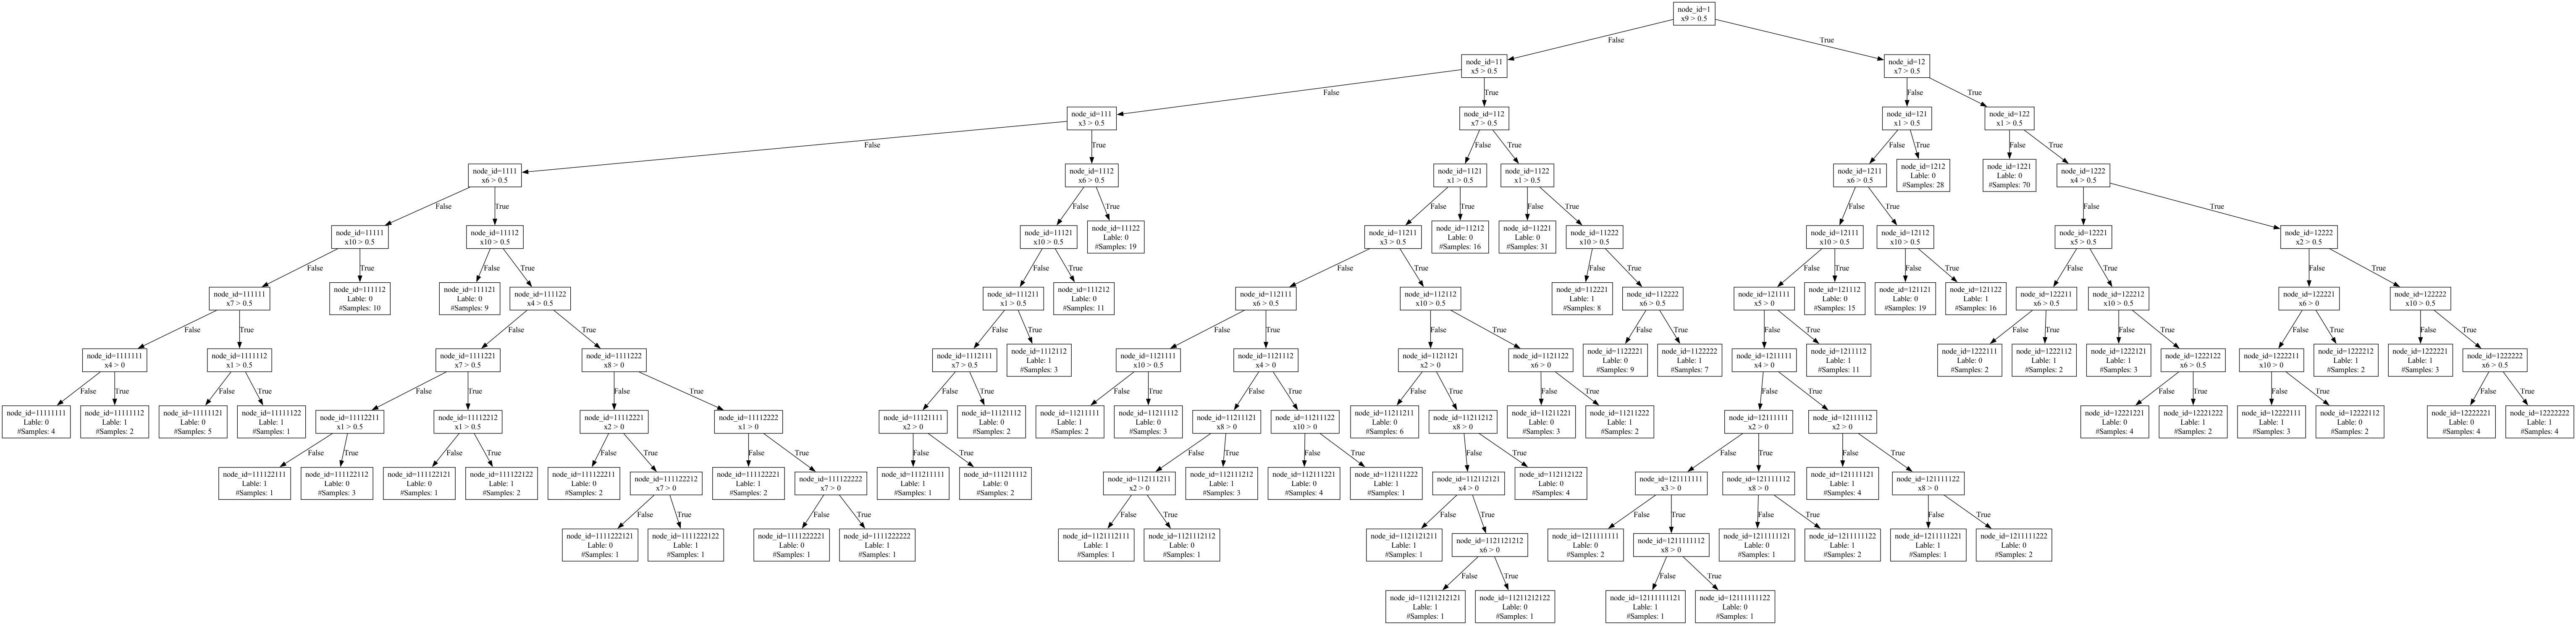 node_id=1
x9 > 0.5
False
True
node_id=11
x5 > 0.5
node_id=12
x7 > 0.5
False
True
False
True
node_id=111
x3 > 0.5
node_id=112
x7 > 0.5
node_id=121
x1 > 0.5
node_id=122
x1 > 0.5
False
True
False
True
False
True
False
True
node_id=1111
x6 > 0.5
node_id=1112
x6 > 0.5
node_id=1121
x1 > 0.5
node_id=1122
x1 > 0.5
node_id=1211
x6 > 0.5
node_id=1212
Lable: 0
#Samples: 28
node_id=1221
Lable: 0
#Samples: 70
node_id=1222
x4 > 0.5
False
True
False
True
False
True
False
True
False
True
False
True
node_id=11111
x10 > 0.5
node_id=11112
x10 > 0.5
node_id=11121
x10 > 0.5
node_id=11122
Lable: 0
#Samples: 19
node_id=11211
x3 > 0.5
node_id=11212
Lable: 0
#Samples: 16
node_id=11221
Lable: 0
#Samples: 31
node_id=11222
x10 > 0.5
node_id=12111
x10 > 0.5
node_id=12112
x10 > 0.5
node_id=12221
x5 > 0.5
node_id=12222
x2 > 0.5
False
True
False
True
False
True
False
True
False
True
False
True
False
True
False
True
False
True
node_id=111111
x7 > 0.5
node_id=111112
Lable: 0
#Samples: 10
node_id=111121
Lable: 0
#Samples: 9
node_id=111122
x4 > 0.5
node_id=111211
x1 > 0.5
node_id=111212
Lable: 0
#Samples: 11
node_id=112111
x6 > 0.5
node_id=112112
x10 > 0.5
node_id=112221
Lable: 1
#Samples: 8
node_id=112222
x6 > 0.5
node_id=121111
x5 > 0
node_id=121112
Lable: 0
#Samples: 15
node_id=121121
Lable: 0
#Samples: 19
node_id=121122
Lable: 1
#Samples: 16
node_id=122211
x6 > 0.5
node_id=122212
x10 > 0.5
node_id=122221
x6 > 0
node_id=122222
x10 > 0.5
False
True
False
True
False
True
False
True
False
True
False
True
False
True
False
True
False
True
False
True
False
True
node_id=1111111
x4 > 0
node_id=1111112
x1 > 0.5
node_id=1111221
x7 > 0.5
node_id=1111222
x8 > 0
node_id=1112111
x7 > 0.5
node_id=1112112
Lable: 1
#Samples: 3
node_id=1121111
x10 > 0.5
node_id=1121112
x4 > 0
node_id=1121121
x2 > 0
node_id=1121122
x6 > 0
node_id=1122221
Lable: 0
#Samples: 9
node_id=1122222
Lable: 1
#Samples: 7
node_id=1211111
x4 > 0
node_id=1211112
Lable: 1
#Samples: 11
node_id=1222111
Lable: 0
#Samples: 2
node_id=1222112
Lable: 1
#Samples: 2
node_id=1222121
Lable: 1
#Samples: 3
node_id=1222122
x6 > 0.5
node_id=1222211
x10 > 0
node_id=1222212
Lable: 1
#Samples: 2
node_id=1222221
Lable: 1
#Samples: 3
node_id=1222222
x6 > 0.5
False
True
False
True
False
True
False
True
False
True
False
True
False
True
False
True
False
True
False
True
False
True
False
True
False
True
node_id=11111111
Lable: 0
#Samples: 4
node_id=11111112
Lable: 1
#Samples: 2
node_id=11111121
Lable: 0
#Samples: 5
node_id=11111122
Lable: 1
#Samples: 1
node_id=11112211
x1 > 0.5
node_id=11112212
x1 > 0.5
node_id=11112221
x2 > 0
node_id=11112222
x1 > 0
node_id=11121111
x2 > 0
node_id=11121112
Lable: 0
#Samples: 2
node_id=11211111
Lable: 1
#Samples: 2
node_id=11211112
Lable: 0
#Samples: 3
node_id=11211121
x8 > 0
node_id=11211122
x10 > 0
node_id=11211211
Lable: 0
#Samples: 6
node_id=11211212
x8 > 0
node_id=11211221
Lable: 0
#Samples: 3
node_id=11211222
Lable: 1
#Samples: 2
node_id=12111111
x2 > 0
node_id=12111112
x2 > 0
node_id=12221221
Lable: 0
#Samples: 4
node_id=12221222
Lable: 1
#Samples: 2
node_id=12222111
Lable: 1
#Samples: 3
node_id=12222112
Lable: 0
#Samples: 2
node_id=12222221
Lable: 0
#Samples: 4
node_id=12222222
Lable: 1
#Samples: 4
False
True
False
True
False
True
False
True
False
True
False
True
False
True
False
True
False
True
False
True
node_id=111122111
Lable: 1
#Samples: 1
node_id=111122112
Lable: 0
#Samples: 3
node_id=111122121
Lable: 0
#Samples: 1
node_id=111122122
Lable: 1
#Samples: 2
node_id=111122211
Lable: 0
#Samples: 2
node_id=111122212
x7 > 0
node_id=111122221
Lable: 1
#Samples: 2
node_id=111122222
x7 > 0
node_id=111211111
Lable: 1
#Samples: 1
node_id=111211112
Lable: 0
#Samples: 2
node_id=112111211
x2 > 0
node_id=112111212
Lable: 1
#Samples: 3
node_id=112111221
Lable: 0
#Samples: 4
node_id=112111222
Lable: 1
#Samples: 1
node_id=112112121
x4 > 0
node_id=112112122
Lable: 0
#Samples: 4
node_id=121111111
x3 > 0
node_id=121111112
x8 > 0
node_id=121111121
Lable: 1
#Samples: 4
node_id=121111122
x8 > 0
False
True
False
True
False
True
False
True
False
True
False
True
False
True
node_id=1111222121
Lable: 0
#Samples: 1
node_id=1111222122
Lable: 1
#Samples: 1
node_id=1111222221
Lable: 0
#Samples: 1
node_id=1111222222
Lable: 1
#Samples: 1
node_id=1121112111
Lable: 1
#Samples: 1
node_id=1121112112
Lable: 0
#Samples: 1
node_id=1121121211
Lable: 1
#Samples: 1
node_id=1121121212
x6 > 0
node_id=1211111111
Lable: 0
#Samples: 2
node_id=1211111112
x8 > 0
node_id=1211111121
Lable: 0
#Samples: 1
node_id=1211111122
Lable: 1
#Samples: 2
node_id=1211111221
Lable: 1
#Samples: 1
node_id=1211111222
Lable: 0
#Samples: 2
False
True
False
True
node_id=11211212121
Lable: 1
#Samples: 1
node_id=11211212122
Lable: 0
#Samples: 1
node_id=12111111121
Lable: 1
#Samples: 1
node_id=12111111122
Lable: 0
#Samples: 1